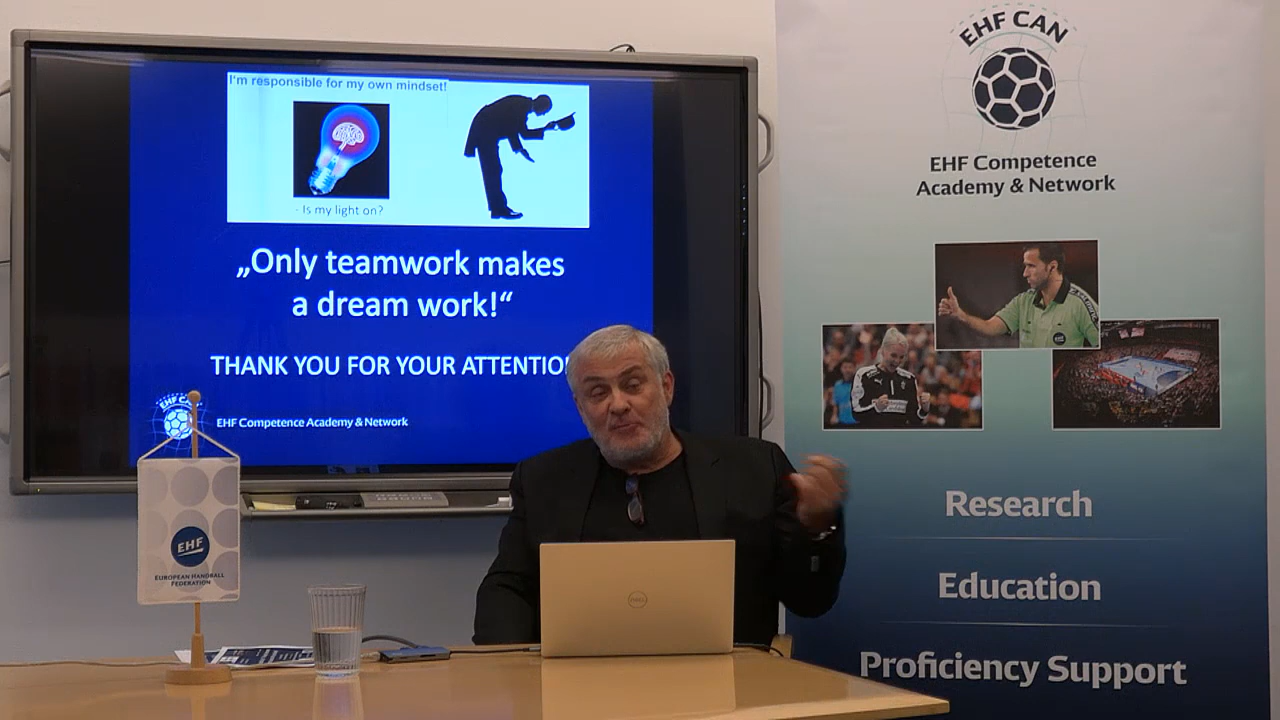 I'm responsible for my own mindset!
- Is my light on?
„Only teamwork makes
a dream work!“
THANK YOU FOR YOUR ATTENTIO
EHF CAN
EHF Competence Academy & Network
EHF
EUROPEAN HANDBALL
FEDERATION
DELL
EHF CAN
EHF Competence
Academy & Network
Research
Education
Proficiency Support